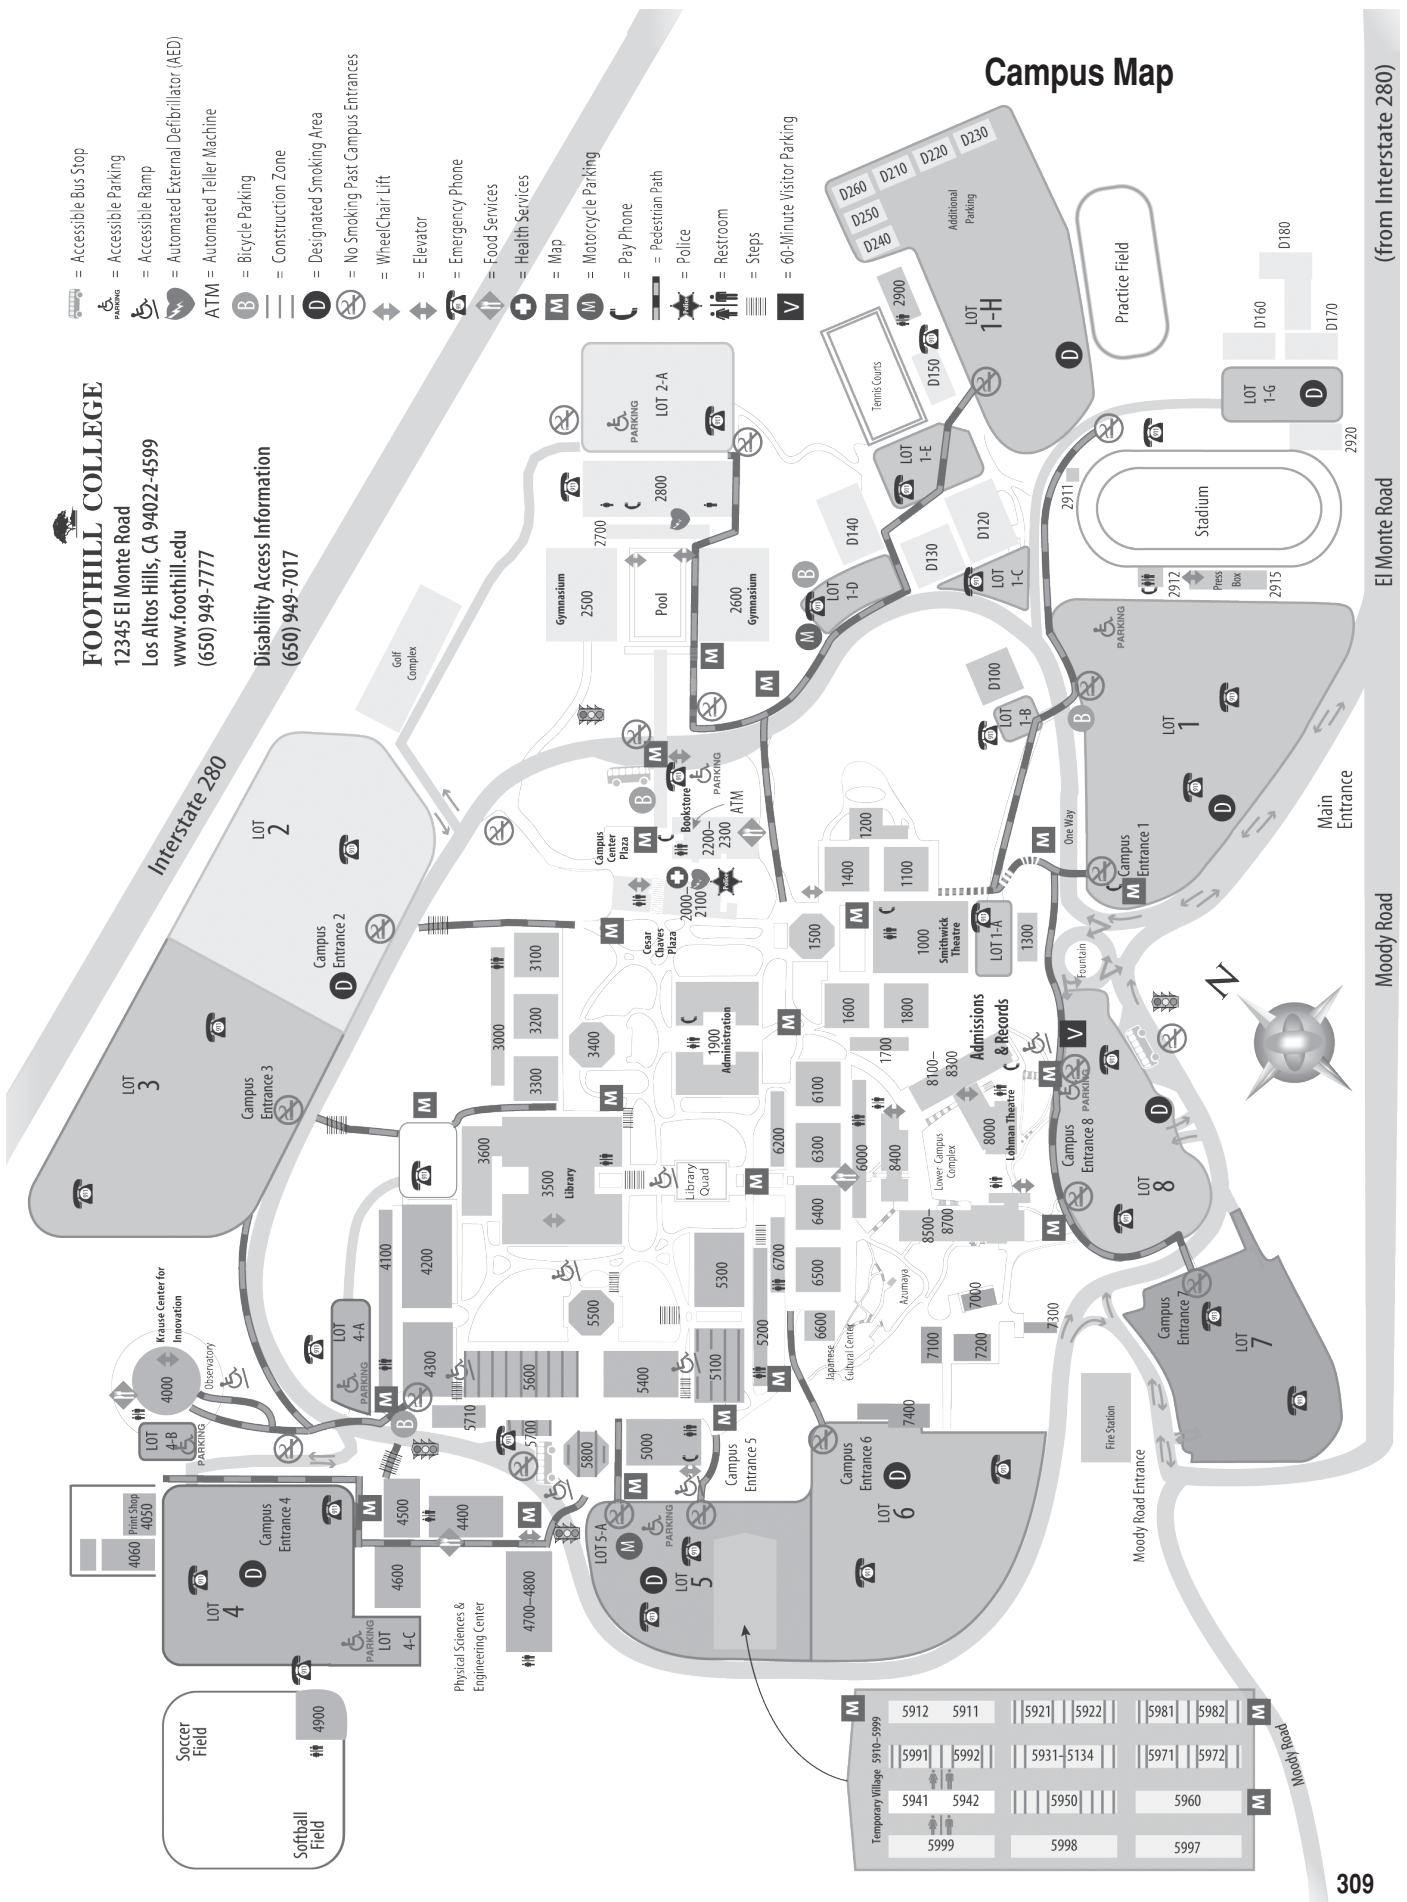 Campus Map
FOOTHILL COLLEGE
12345 El Monte Road
Los Altos Hills, CA 94022-4599
www.foothill.edu
(650) 949-7777
Disability Access Information
(650) 949-7017
= Accessible Bus Stop
PARKING
= Accessible Parking
= Accessible Ramp
= Automated External Defibrillator (AED)
ATM
= Automated Teller Machine
B
= Bicycle Parking
= Construction Zone
D
= Designated Smoking Area
= No Smoking Past Campus Entrances
= WheelChair Lift
= Elevator
911
= Emergency Phone
= Food Services
= Health Services
M
= Map
M
= Motorcycle Parking
= Pay Phone
= Pedestrian Path
Police
= Police
= Restroom
= Steps
V
= 60-Minute Visitor Parking
Interstate 280
LOT
3
LOT
2
Campus
Entrance 2
D
Campus
Entrance 3
Golf
Complex
LOT 2-A
PARKING
2800
2700
Gymnasium
2500
Pool
2600
Gymnasium
Tennis Courts
2900
D150
D260
D250
D240
D210
D220
D230
Additional
Parking
LOT
1-H
D
Practice Field
D180
D160
D170
LOT
1-G
D
2920
2911
Stadium
2912
Press
Box
2915
LOT
1-E
D140
D130
D120
LOT
1-D
B
M
LOT
1-C
D100
LOT
1-B
B
PARKING
LOT
1
D
Campus
Entrance 1
One Way
Main
Entrance
El Monte Road
(from Interstate 280)
Moody Road
Campus
Center
Plaza
Bookstore
ATM
PARKING
B
2200–
2300
2000–
2100
Police
Cesar
Chaves
Plaza
1200
1400
1100
1500
1000
Smithwick
Theatre
LOT 1-A
1300
Fountain
1600
1800
1700
1900
Administration
Admissions
& Records
8100–
8300
8000
Lohman Theatre
Lower Campus
Complex
8400
8500–
8700
V
PARKING
Campus
Entrance 8
LOT
8
D
N
3000
3100
3200
3300
3400
3600
3500
Library
Library
Quad
6100
6200
6300
6000
6400
6700
6500
6600
Japanese
Cultural Center
Azumaya
7000
7100
7200
7300
7400
4100
4200
4300
LOT
4-A
PARKING
Krause Center for
Innovation
4000
Observatory
LOT
4-B
PARKING
5500
5300
5200
5100
5400
5600
5710
5700
5800
5000
Campus
Entrance 5
B
4050
Print Shop
4060
Campus
Entrance 4
LOT
4
D
4500
4400
4600
4700–4800
PARKING
LOT
4-C
Physical Sciences &
Engineering Center
4900
Soccer
Field
Softball
Field
LOT 5-A
M
PARKING
D
LOT
5
Campus
Entrance 6
D
LOT
6
Campus
Entrance 7
LOT
7
Fire Station
Moody Road Entrance
Moody Road
Temporary Village 5910–5999
5912
5911
5921
5922
5981
5982
5991
5992
5931–5134
5971
5972
5941
5942
5950
5960
5999
5998
5997
M
309